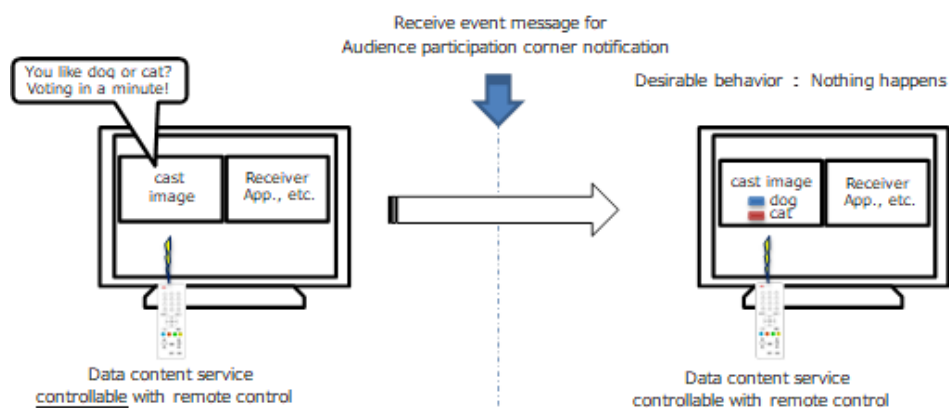 Receive event message for
Audience participation corner notification
You like dog or cat?
Voting in a minute!
Desirable behavior : Nothing happens
cast
image
Receiver
App., etc.
cast image
dog
cat
Receiver
App., etc.
Data content service
controllable with remote control
Data content service
controllable with remote control